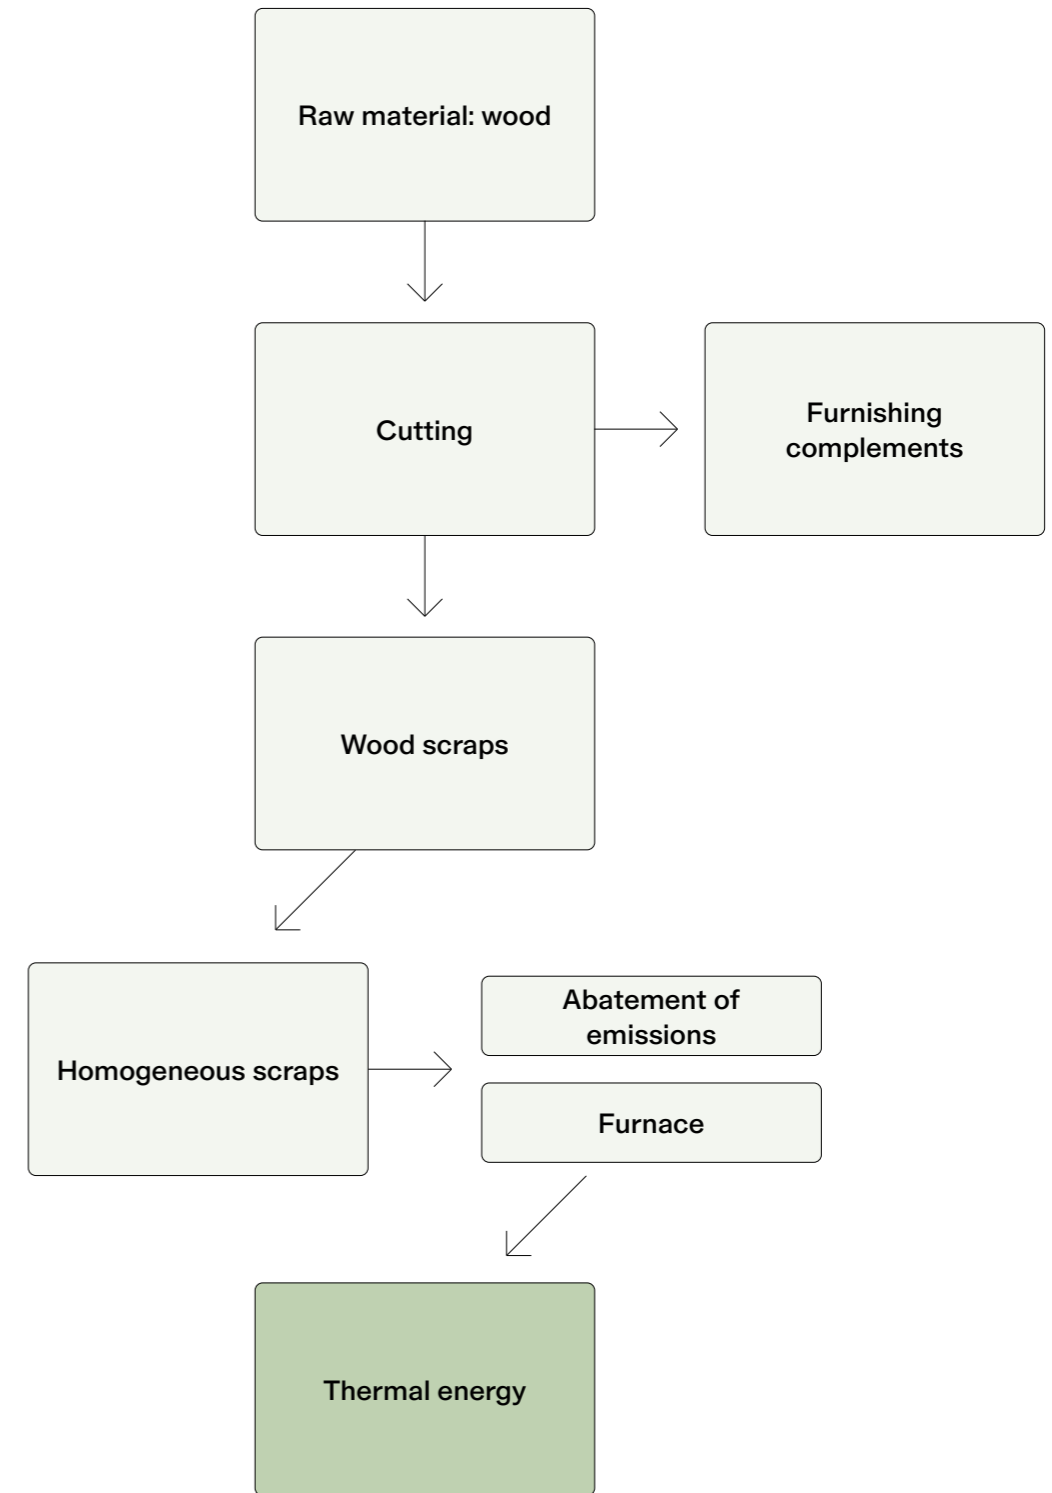 Raw material: wood
Cutting
Furnishing
complements
Wood scraps
Homogeneous scraps
Abatement of
emissions
Furnace
Thermal energy